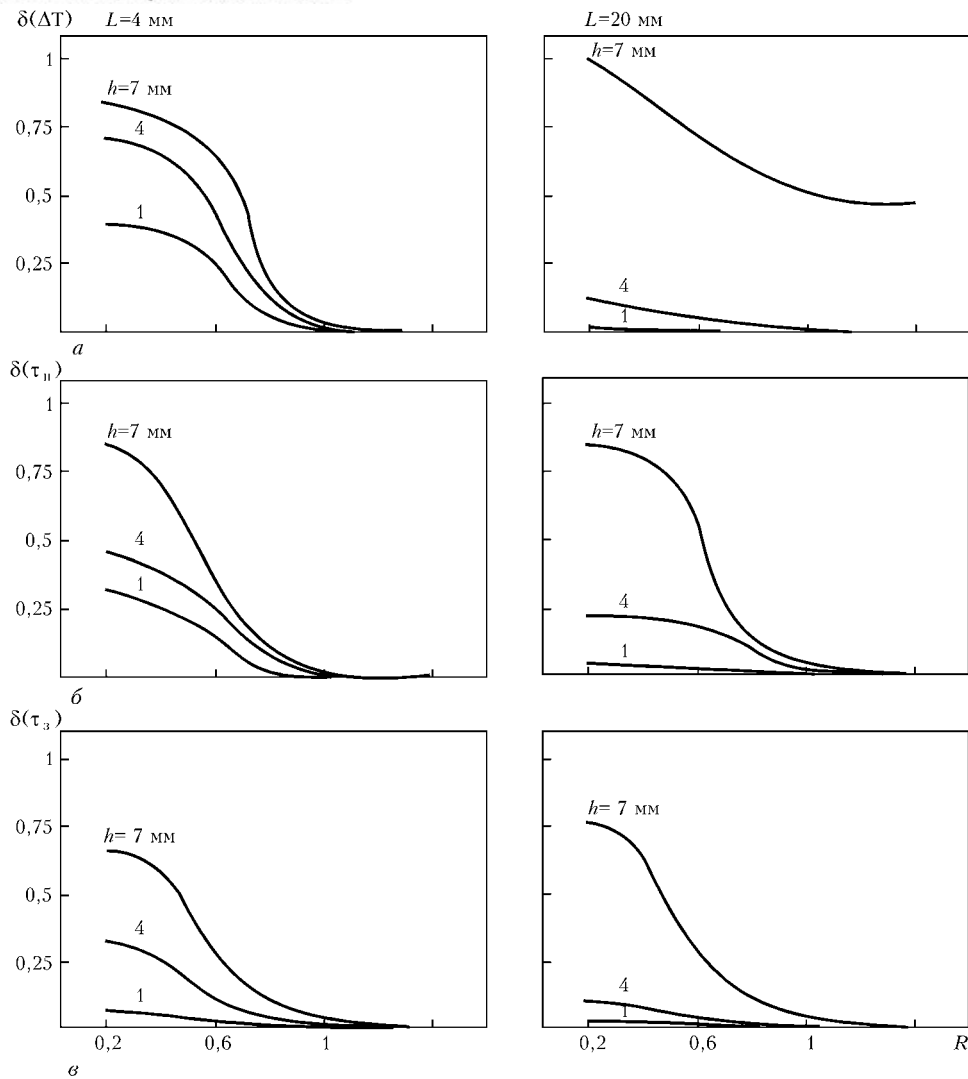 δ(ΔT) L=4 мм L=20 мм
1 h=7 мм h=7 мм
0,75 4
0,5
0,25 1 4
1
а
δ(τ_н)
1 h=7 мм h=7 мм
0,75
0,5 4
0,25 1 4
1
б
δ(τ_з)
1
0,75 h= 7 мм h= 7 мм
0,5
0,25 4
1 4
1
0,2 0,6 1 0,2 0,6 1 R
в